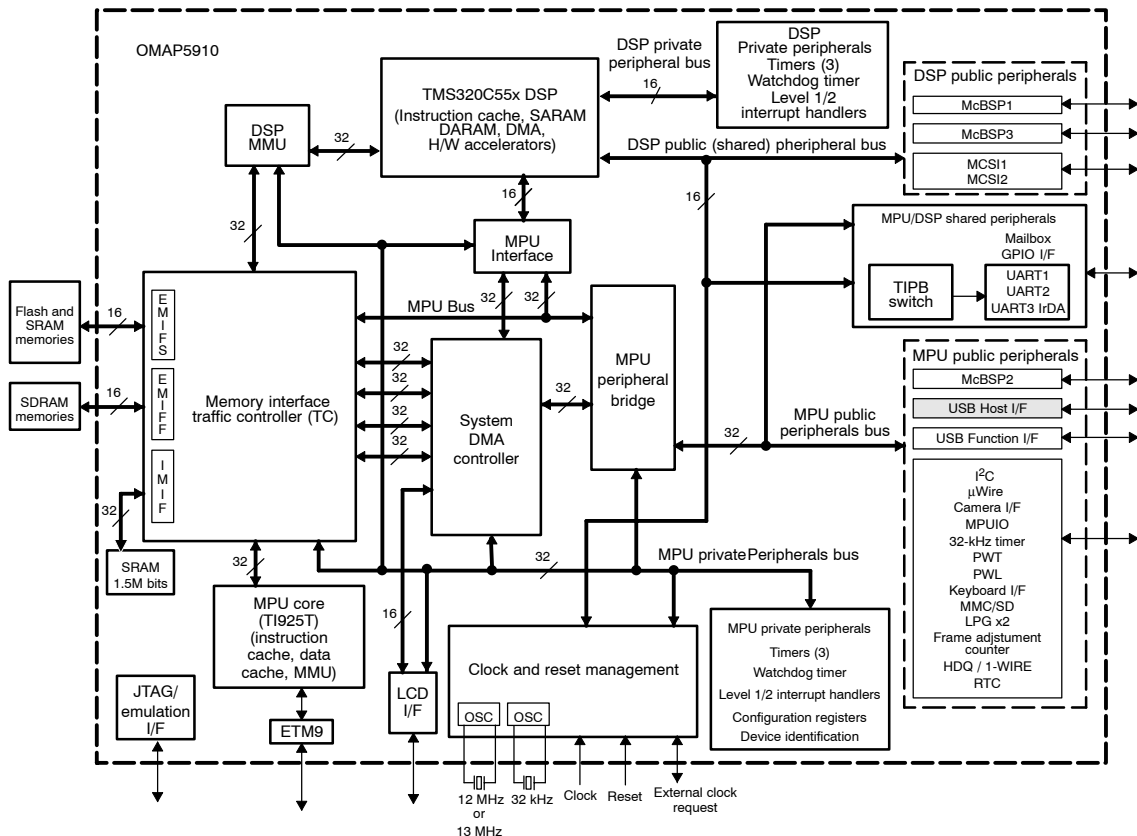 OMAP5910
TMS320C55x DSP
(Instruction cache, SARAM
DARAM, DMA,
H/W accelerators)
DSP private
peripheral bus
16
DSP
Private peripherals
Timers (3)
Watchdog timer
Level 1/2
interrupt handlers
DSP public peripherals
McBSP1
McBSP3
MCSI1
MCSI2
DSP
MMU
32
DSP public (shared) pheripheral bus
16
16
32
MPU
Interface
MPU/DSP shared peripherals
Mailbox
GPIO I/F
TIPB
switch
UART1
UART2
UART3 IrDA
Flash and
SRAM
memories
16
SDRAM
memories
16
E
M
I
F
S
E
M
I
F
F
I
M
I
F
Memory interface
traffic controller (TC)
MPU Bus
32
32
32
32
32
32
System
DMA
controller
32
MPU
peripheral
bridge
MPU public
peripherals bus
32
MPU public peripherals
McBSP2
USB Host I/F
USB Function I/F
I2C
μWire
Camera I/F
MPUIO
32-kHz timer
PWT
PWL
Keyboard I/F
MMC/SD
LPG x2
Frame adjstument
counter
HDQ / 1-WIRE
RTC
32
SRAM
1.5M bits
32
32
MPU privatePeripherals bus
MPU core
(TI925T)
(instruction
cache, data
cache, MMU)
16
LCD
I/F
Clock and reset management
OSC
OSC
MPU private peripherals
Timers (3)
Watchdog timer
Level 1/2 interrupt handlers
Configuration registers
Device identification
JTAG/
emulation
I/F
ETM9
12 MHz
or
13 MHz
32 kHz
Clock
Reset
External clock
request